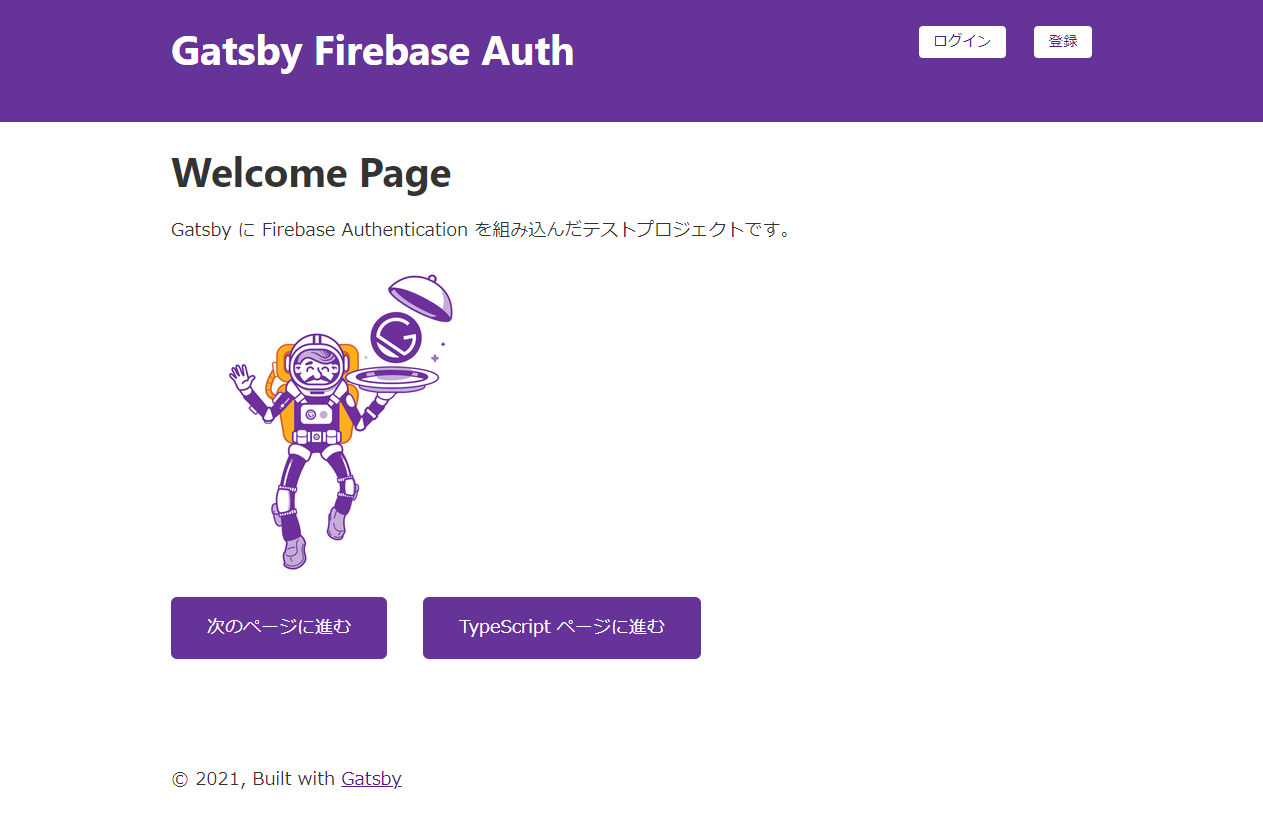 Gatsby Firebase Auth
ログイン
登録
Welcome Page
Gatsby に Firebase Authentication を組み込んだテストプロジェクトです。
次のページに進む
TypeScript ページに進む
© 2021, Built with Gatsby